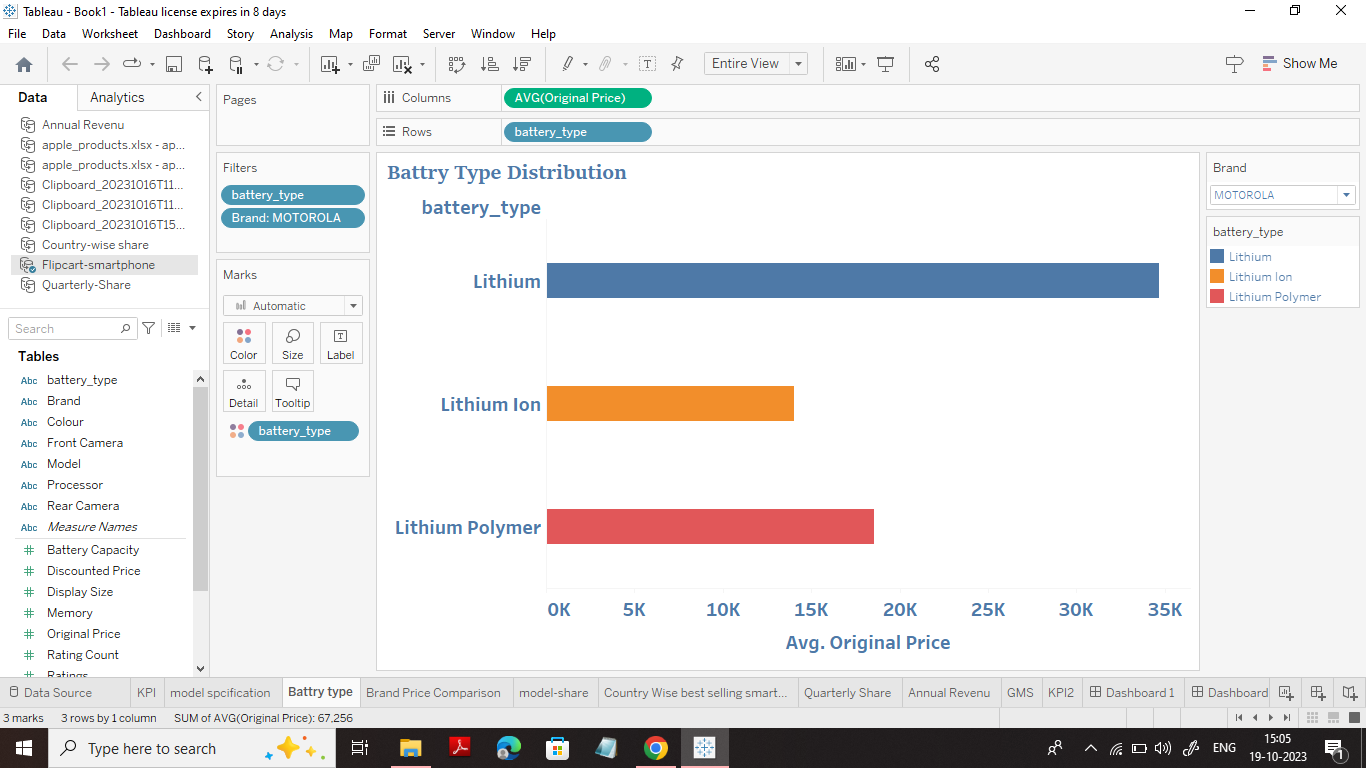 Tableau - Book1 - Tableau license expires in 8 days
File Data Worksheet Dashboard Story Analysis Map Format Server Window Help
Entire View
Show Me
Data
Analytics
Annual Revenu
apple_products.xlsx - ap...
apple_products.xlsx - ap...
Clipboard_20231016T11...
Clipboard_20231016T11...
Clipboard_20231016T15...
Country-wise share
Flipcart-smartphone
Quarterly-Share
Search
Tables
Abc battery_type
Abc Brand
Abc Colour
Abc Front Camera
Abc Model
Abc Processor
Abc Rear Camera
Abc Measure Names
# Battery Capacity
# Discounted Price
# Display Size
# Memory
# Original Price
# Rating Count
# Ratings
Pages
Filters
battery_type
Brand: MOTOROLA
Marks
Automatic
Color Size Label
Detail Tooltip
battery_type
Columns AVG(Original Price)
Rows battery_type
Battry Type Distribution
battery_type
Lithium
Lithium Ion
Lithium Polymer
0K 5K 10K 15K 20K 25K 30K 35K
Avg. Original Price
Brand
MOTOROLA
battery_type
Lithium
Lithium Ion
Lithium Polymer
Data Source KPI model spcification Battry type Brand Price Comparison model-share Country Wise best selling smart... Quarterly Share Annual Revenu GMS KPI2 Dashboard 1 Dashboard
3 marks 3 rows by 1 column SUM of AVG(Original Price): 67,256
Type here to search
ENG
15:05
19-10-2023
1